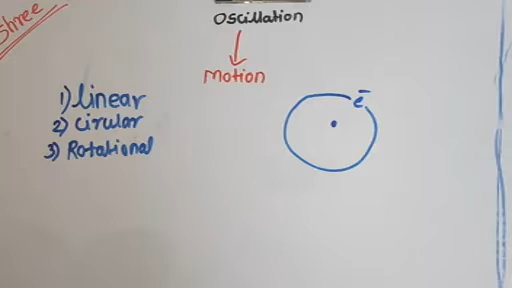 Shree
Oscillation
Motion
1) linear
2) Cirular
3) Rotational
e⁻